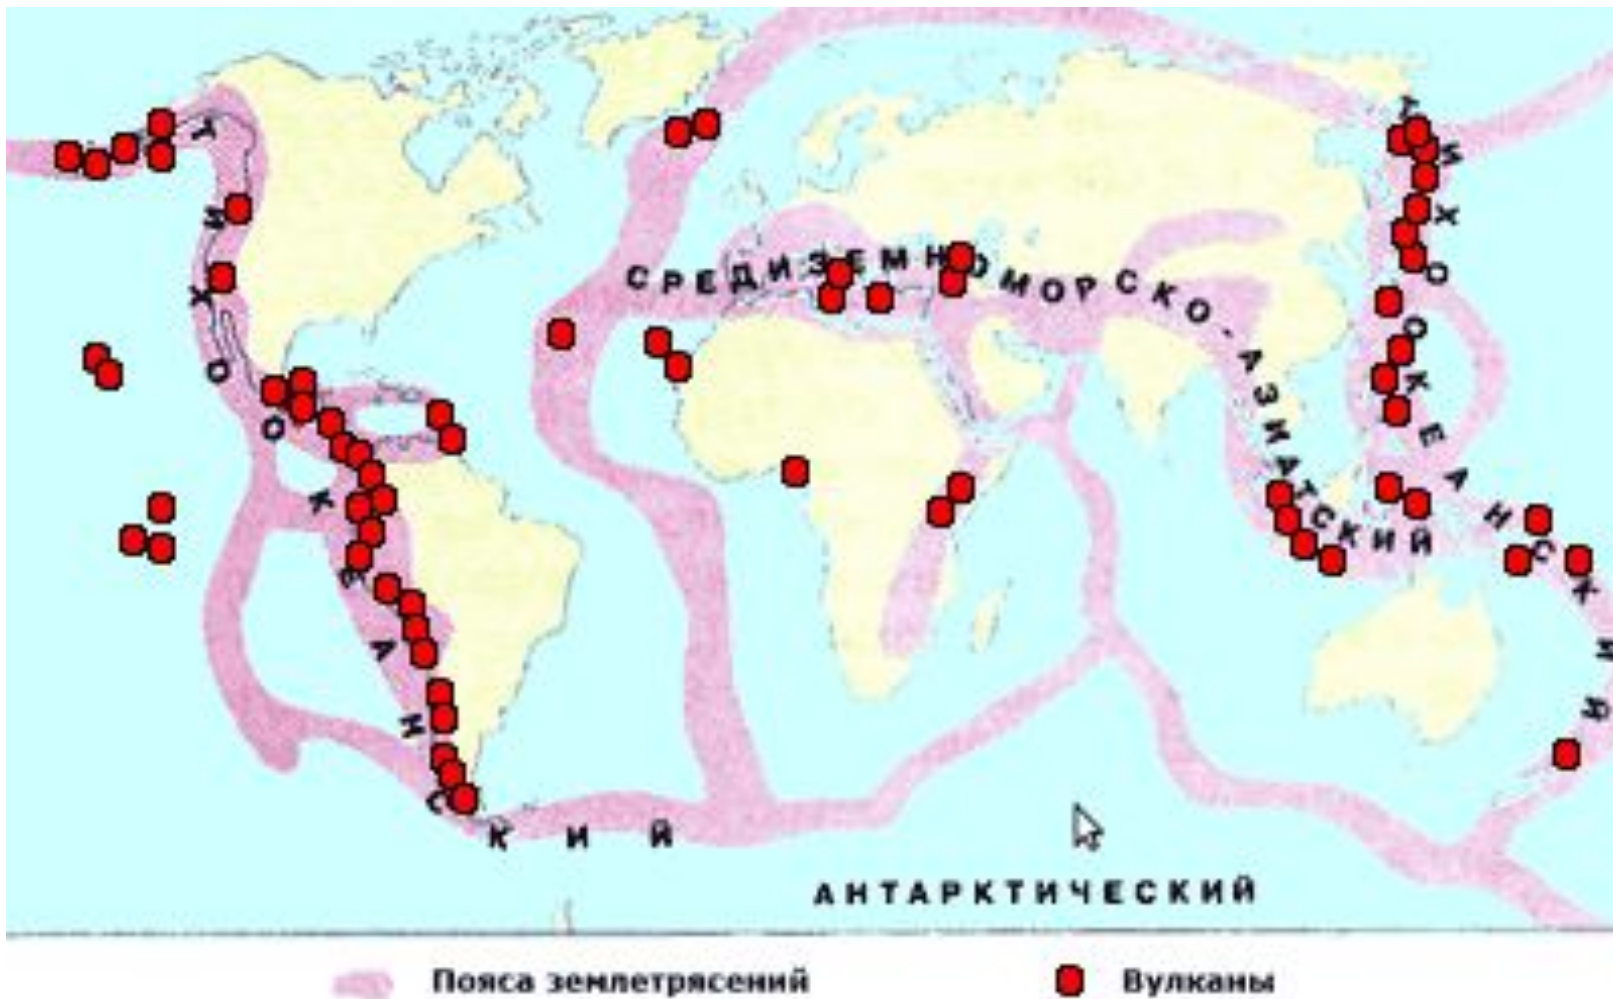 ТИХООКЕАНСКИЙ
СРЕДИЗЕМНОМОРСКО-АЗИАТСКИЙ
ТИХООКЕАНСКИЙ
АНТАРКТИЧЕСКИЙ
Пояса землетрясений
Вулканы